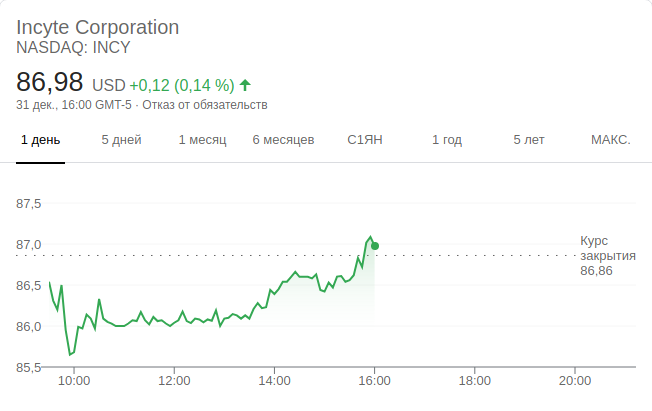 Incyte Corporation
NASDAQ: INCY
86,98 USD +0,12 (0,14 %)
31 дек., 16:00 GMT-5 · Отказ от обязательств
1 день 5 дней 1 месяц 6 месяцев С1ЯН 1 год 5 лет МАКС.
87,5
87,0
86,5
86,0
85,5
Курс
закрытия
86,86
10:00 12:00 14:00 16:00 18:00 20:00